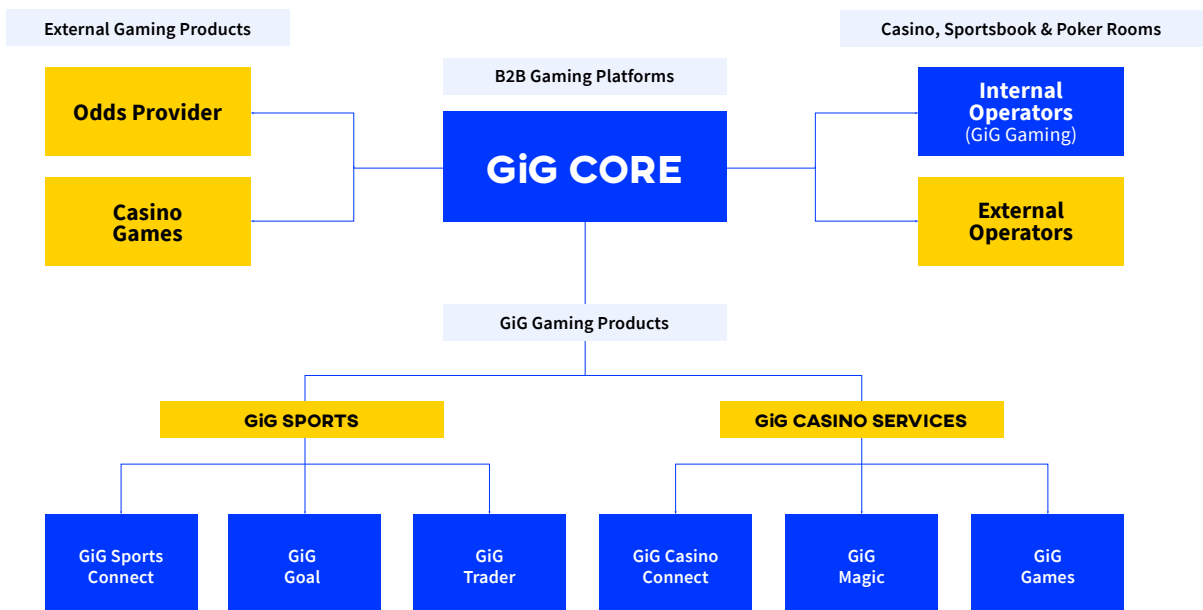 External Gaming Products
Casino, Sportsbook & Poker Rooms
B2B Gaming Platforms
Odds Provider
Casino
Games
GiG CORE
Internal
Operators
(GiG Gaming)
External
Operators
GiG Gaming Products
GiG SPORTS
GiG CASINO SERVICES
GiG Sports
Connect
GiG
Goal
GiG
Trader
GiG Casino
Connect
GiG
Magic
GiG
Games